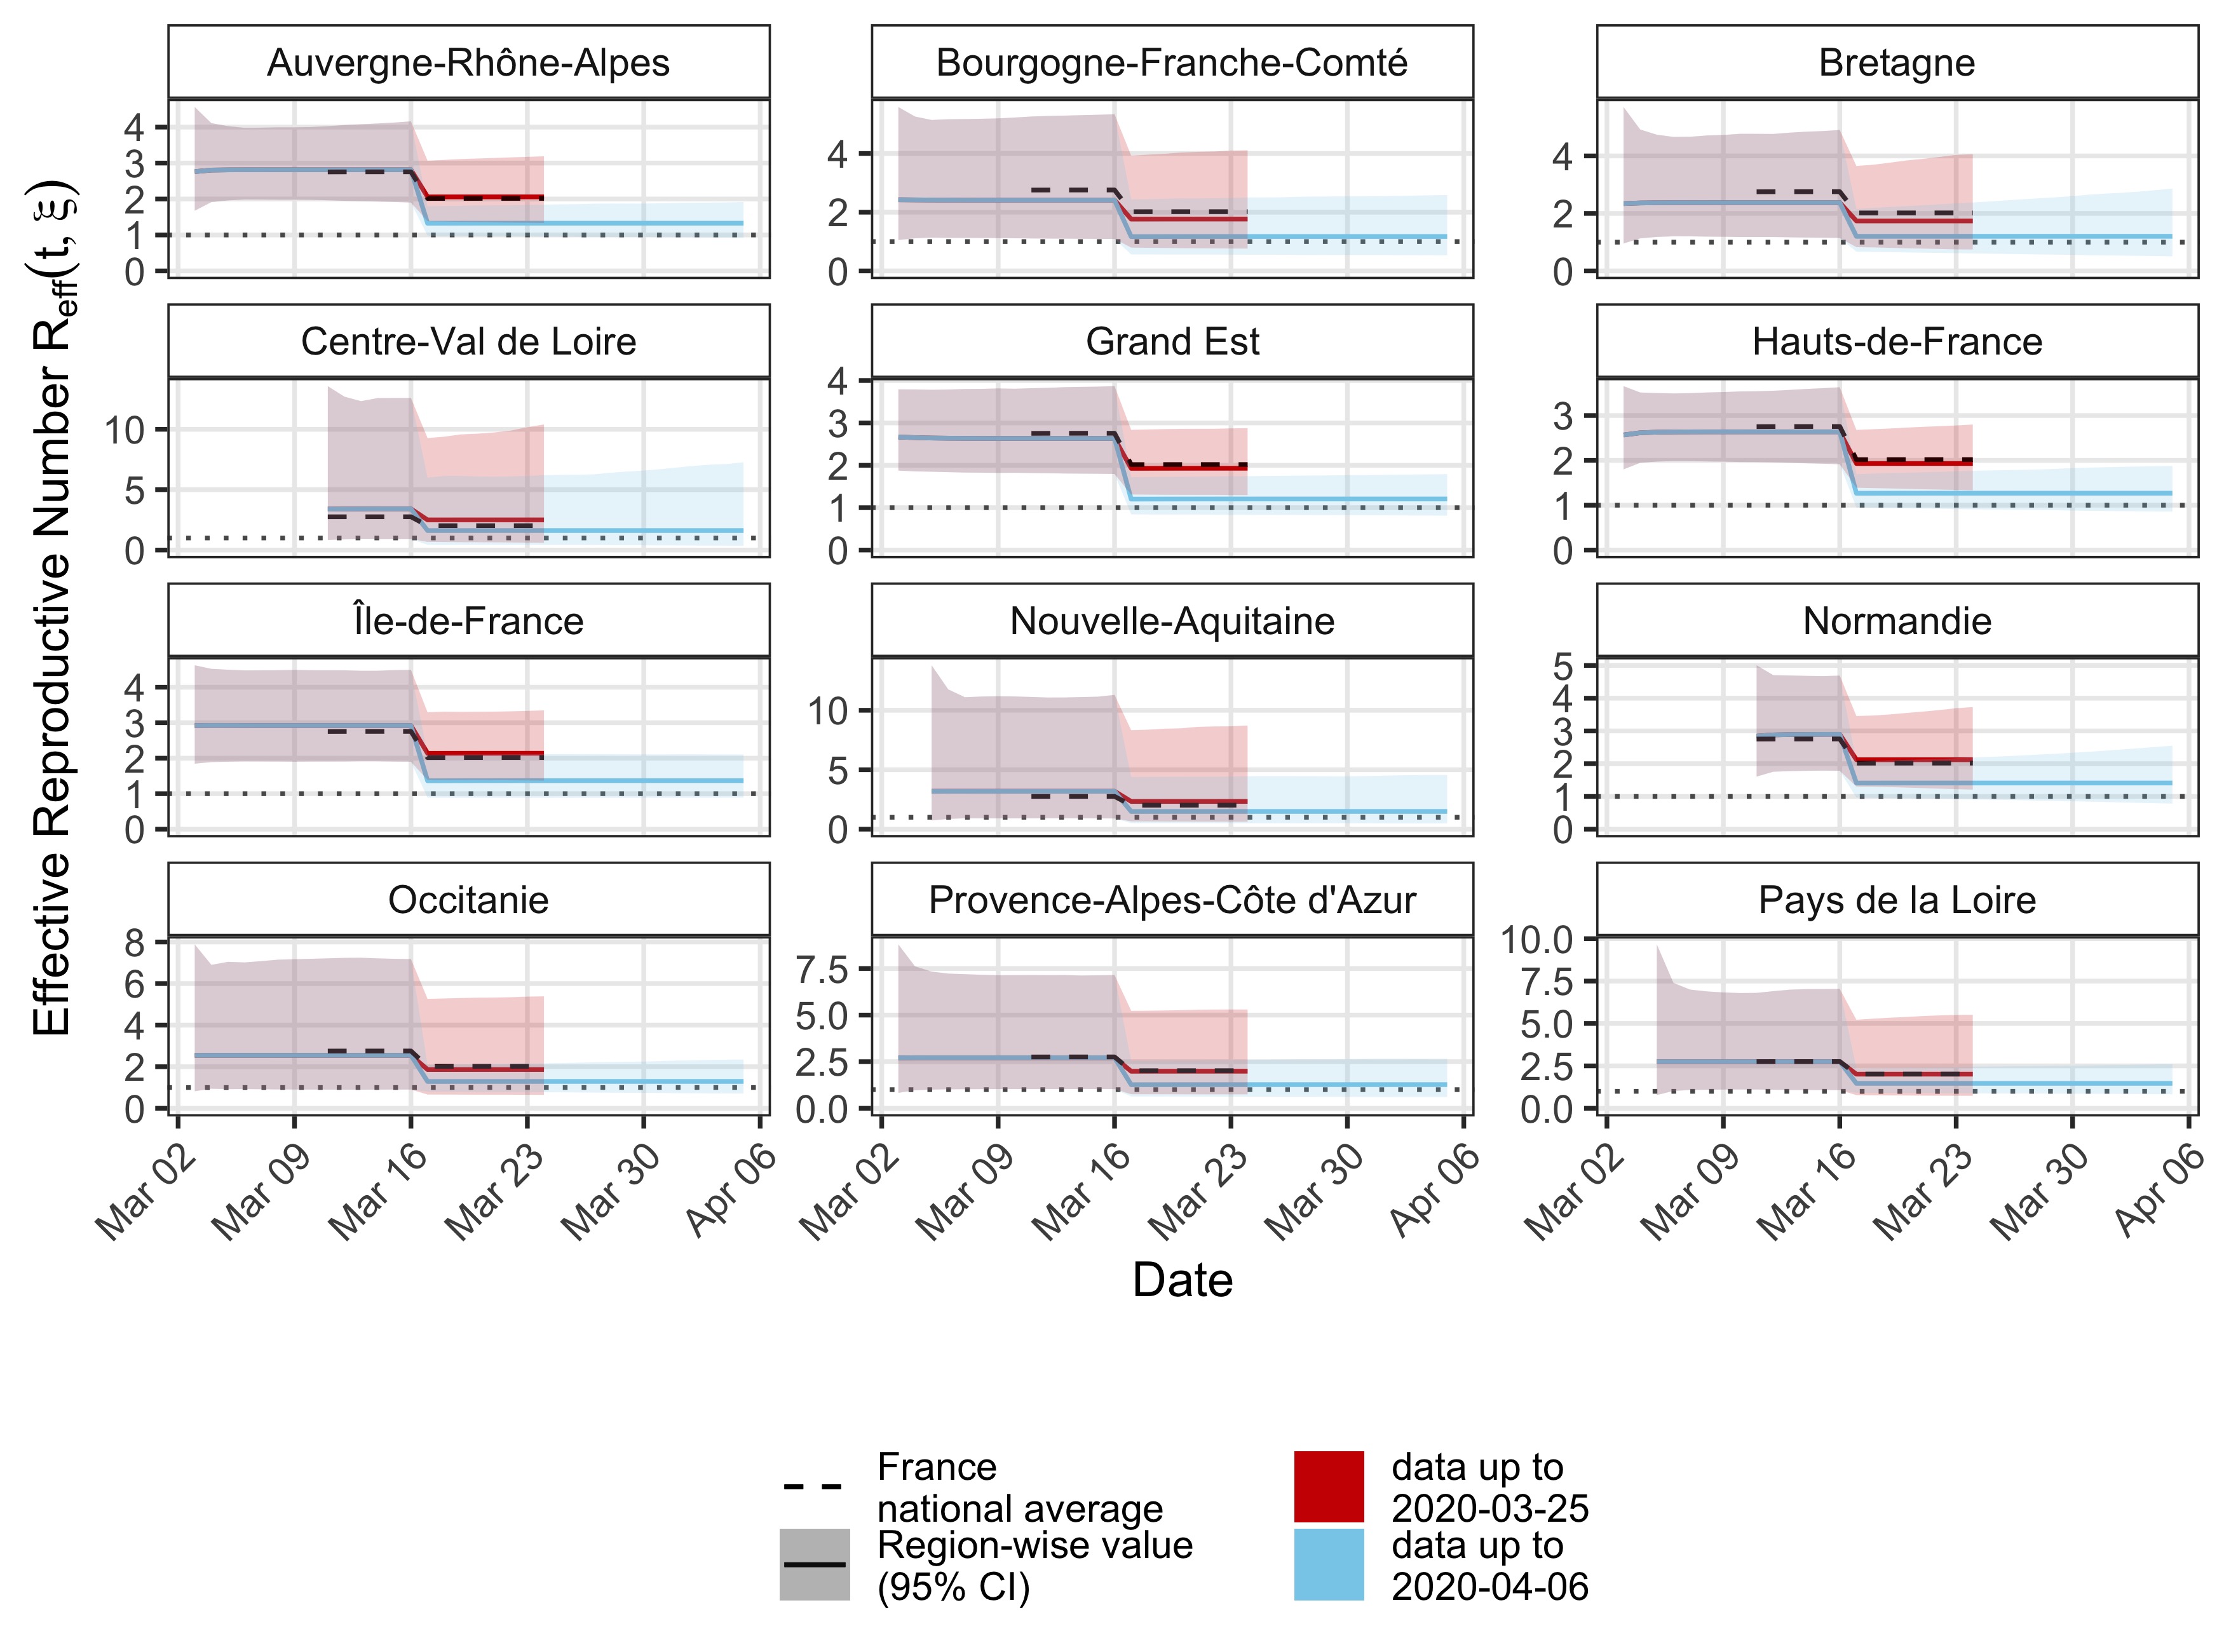 Effective Reproductive Number Reff(t, ξ)
Auvergne-Rhône-Alpes
4
3
2
1
0
Bourgogne-Franche-Comté
4
2
0
Bretagne
4
2
0
Centre-Val de Loire
10
5
0
Grand Est
4
3
2
1
0
Hauts-de-France
3
2
1
0
Île-de-France
4
3
2
1
0
Nouvelle-Aquitaine
10
5
0
Normandie
5
4
3
2
1
0
Occitanie
8
6
4
2
0
Provence-Alpes-Côte d'Azur
7.5
5.0
2.5
0.0
Pays de la Loire
10.0
7.5
5.0
2.5
0.0
Mar 02 Mar 09 Mar 16 Mar 23 Mar 30 Apr 06
Mar 02 Mar 09 Mar 16 Mar 23 Mar 30 Apr 06
Mar 02 Mar 09 Mar 16 Mar 23 Mar 30 Apr 06
Date
France
national average
Region-wise value
(95% CI)
data up to
2020-03-25
data up to
2020-04-06